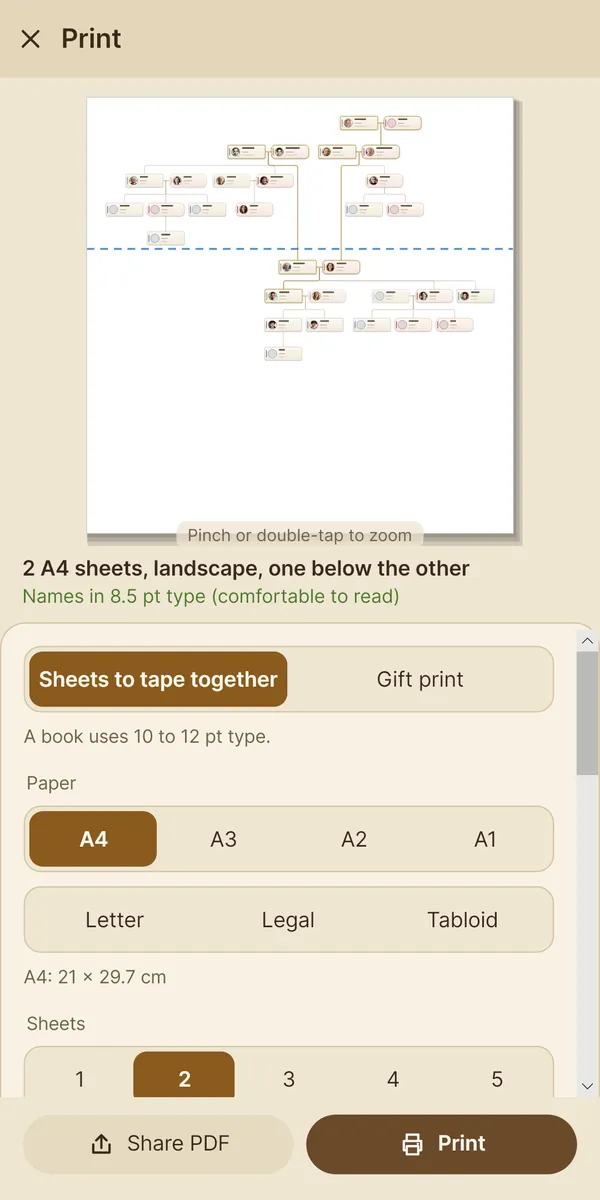 Print
Pinch or double-tap to zoom
2 A4 sheets, landscape, one below the other
Names in 8.5 pt type (comfortable to read)
Sheets to tape together
Gift print
A book uses 10 to 12 pt type.
Paper
A4
A3
A2
A1
Letter
Legal
Tabloid
A4: 21 × 29.7 cm
Sheets
1
2
3
4
5
Share PDF
Print